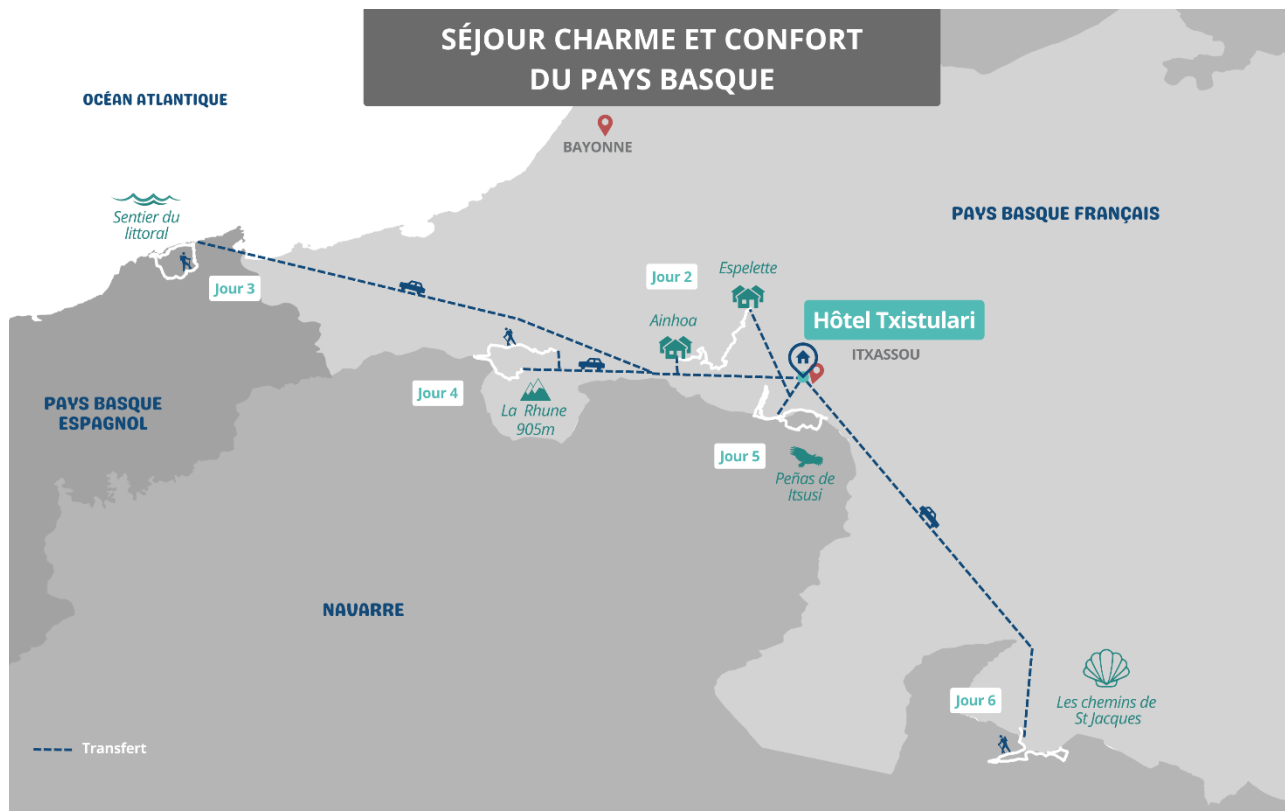 SÉJOUR CHARME ET CONFORT
DU PAYS BASQUE
OCÉAN ATLANTIQUE
BAYONNE
Sentier du
littoral
PAYS BASQUE FRANÇAIS
Jour 3
Jour 2
Espelette
Ainhoa
Hôtel Txistulari
ITXASSOU
Jour 4
La Rhune
905m
PAYS BASQUE
ESPAGNOL
Jour 5
Peñas de
Itsusi
NAVARRE
Jour 6
Les chemins de
St Jacques
Transfert